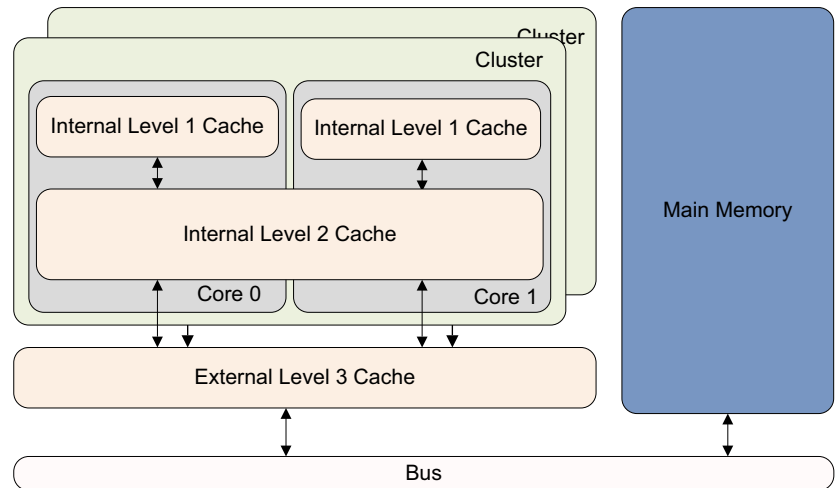 Cluster
Cluster
Internal Level 1 Cache
Internal Level 1 Cache
Main Memory
Internal Level 2 Cache
Core 0
Core 1
External Level 3 Cache
Bus